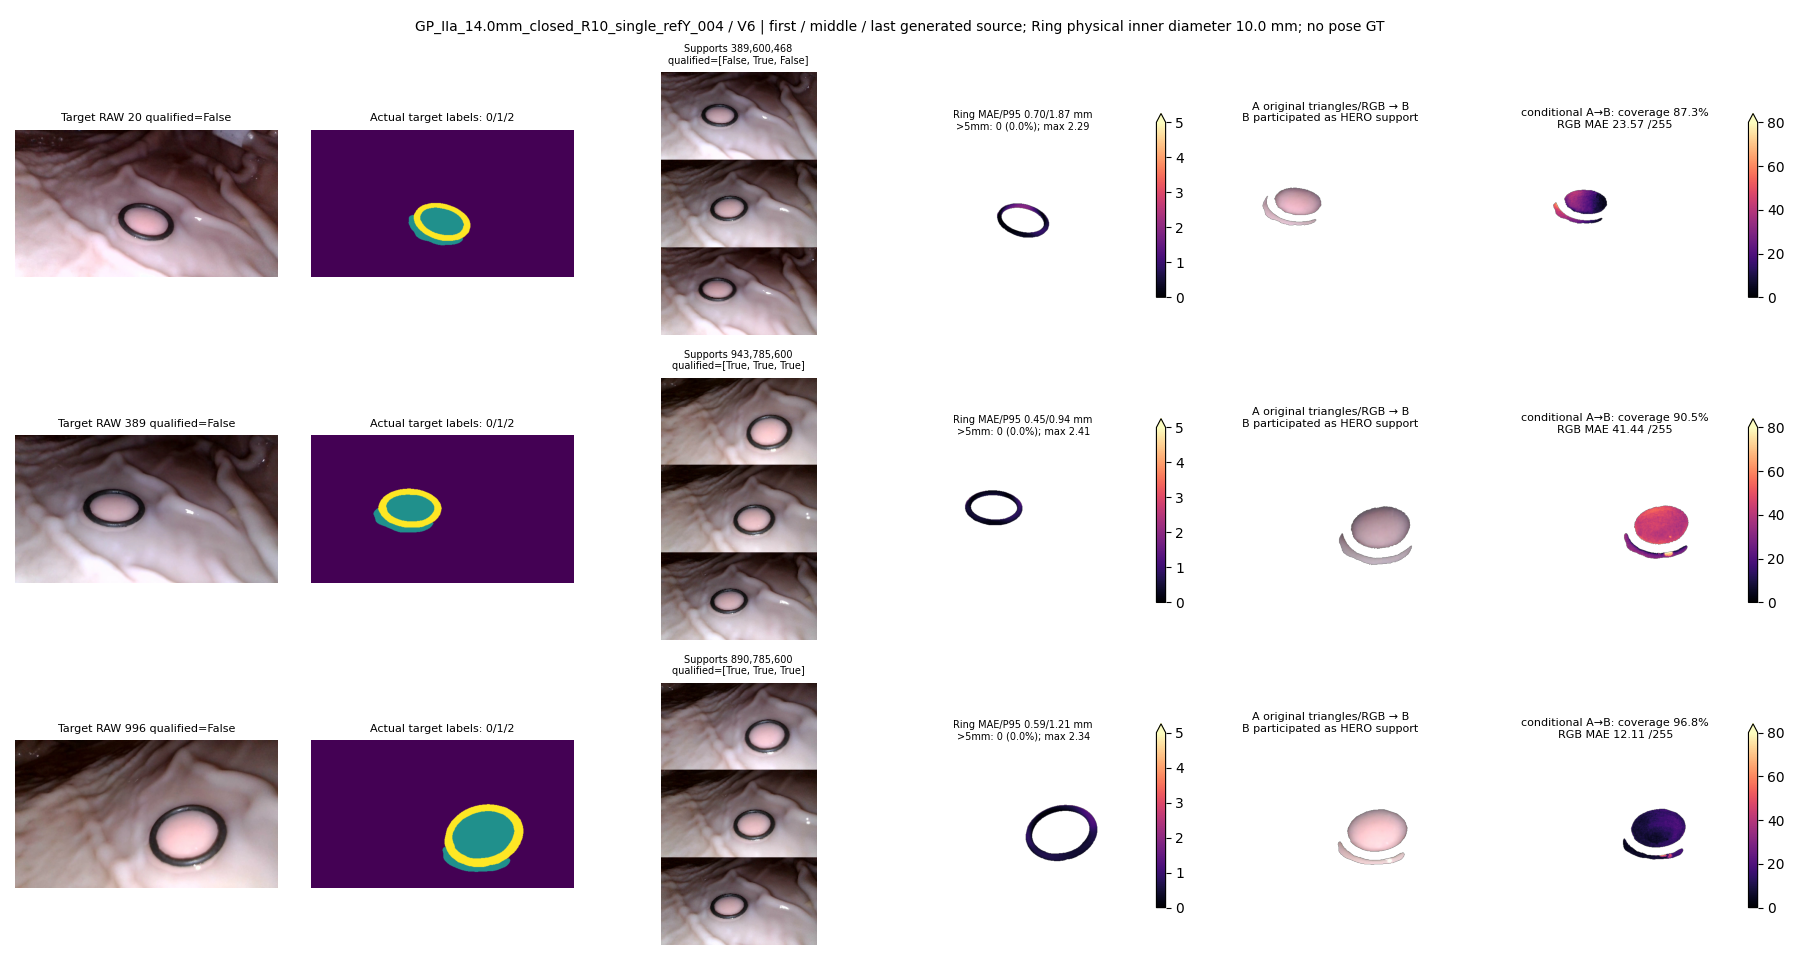 GP_IIa_14.0mm_closed_R10_single_refY_004 / V6 | first / middle / last generated source; Ring physical inner diameter 10.0 mm; no pose GT
Target RAW 20 qualified=False
Actual target labels: 0/1/2
Supports 389,600,468
qualified=[False, True, False]
Ring MAE/P95 0.70/1.87 mm
>5mm: 0 (0.0%); max 2.29
5
4
3
2
1
0
A original triangles/RGB → B
B participated as HERO support
conditional A→B: coverage 87.3%
RGB MAE 23.57 /255
80
60
40
20
0
Target RAW 389 qualified=False
Actual target labels: 0/1/2
Supports 943,785,600
qualified=[True, True, True]
Ring MAE/P95 0.45/0.94 mm
>5mm: 0 (0.0%); max 2.41
5
4
3
2
1
0
A original triangles/RGB → B
B participated as HERO support
conditional A→B: coverage 90.5%
RGB MAE 41.44 /255
80
60
40
20
0
Target RAW 996 qualified=False
Actual target labels: 0/1/2
Supports 890,785,600
qualified=[True, True, True]
Ring MAE/P95 0.59/1.21 mm
>5mm: 0 (0.0%); max 2.34
5
4
3
2
1
0
A original triangles/RGB → B
B participated as HERO support
conditional A→B: coverage 96.8%
RGB MAE 12.11 /255
80
60
40
20
0